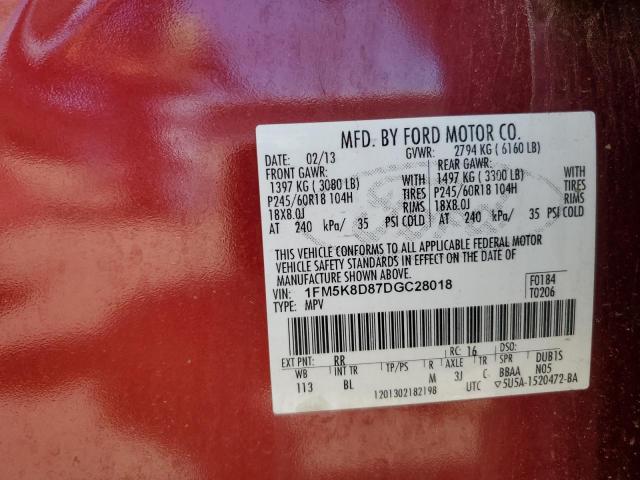 MFD. BY FORD MOTOR CO.
DATE: 02/13 GVWR: 2794 KG ( 6160 LB)
FRONT GAWR: REAR GAWR:
1397 KG ( 3080 LB) WITH 1497 KG ( 3300 LB) WITH
P245/60R18 104H TIRES P245/60R18 104H TIRES
18X8.0J RIMS 18X8.0J RIMS
AT 240 kPa/ 35 PSI COLD AT 240 kPa/ 35 PSI COLD
THIS VEHICLE CONFORMS TO ALL APPLICABLE FEDERAL MOTOR
VEHICLE SAFETY STANDARDS IN EFFECT ON THE DATE OF
MANUFACTURE SHOWN ABOVE.
VIN: 1FM5K8D87DGC28018 F0184
TYPE: MPV T0206
EXT PNT: RR RC: 16 DSO:
WB INT TR TP/PS R AXLE TR SPR DUB1S
113 BL M 3J C- BBAA N05
1201302182198 UTC ▽5U5A-1520472-BA
Ford